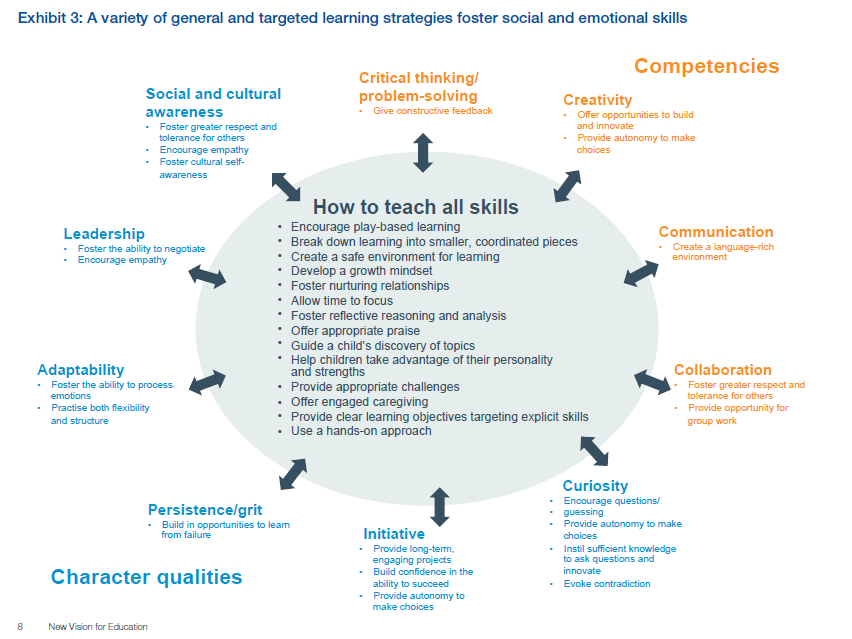 Exhibit 3: A variety of general and targeted learning strategies foster social and emotional skills
Competencies
Critical thinking/
problem-solving
• Give constructive feedback
Creativity
• Offer opportunities to build
and innovate
• Provide autonomy to make
choices
Social and cultural
awareness
• Foster greater respect and
tolerance for others
• Encourage empathy
• Foster cultural self-
awareness
How to teach all skills
• Encourage play-based learning
• Break down learning into smaller, coordinated pieces
• Create a safe environment for learning
• Develop a growth mindset
• Foster nurturing relationships
• Allow time to focus
• Foster reflective reasoning and analysis
• Offer appropriate praise
• Guide a child's discovery of topics
• Help children take advantage of their personality
and strengths
• Provide appropriate challenges
• Offer engaged caregiving
• Provide clear learning objectives targeting explicit skills
• Use a hands-on approach
Leadership
• Foster the ability to negotiate
• Encourage empathy
Communication
• Create a language-rich
environment
Adaptability
• Foster the ability to process
emotions
• Practise both flexibility
and structure
Collaboration
• Foster greater respect and
tolerance for others
• Provide opportunity for
group work
Persistence/grit
• Build in opportunities to learn
from failure
Initiative
• Provide long-term,
engaging projects
• Build confidence in the
ability to succeed
• Provide autonomy to
make choices
Curiosity
• Encourage questions/
• guessing
• Provide autonomy to make
choices
• Instil sufficient knowledge
to ask questions and
innovate
• Evoke contradiction
Character qualities
8 New Vision for Education